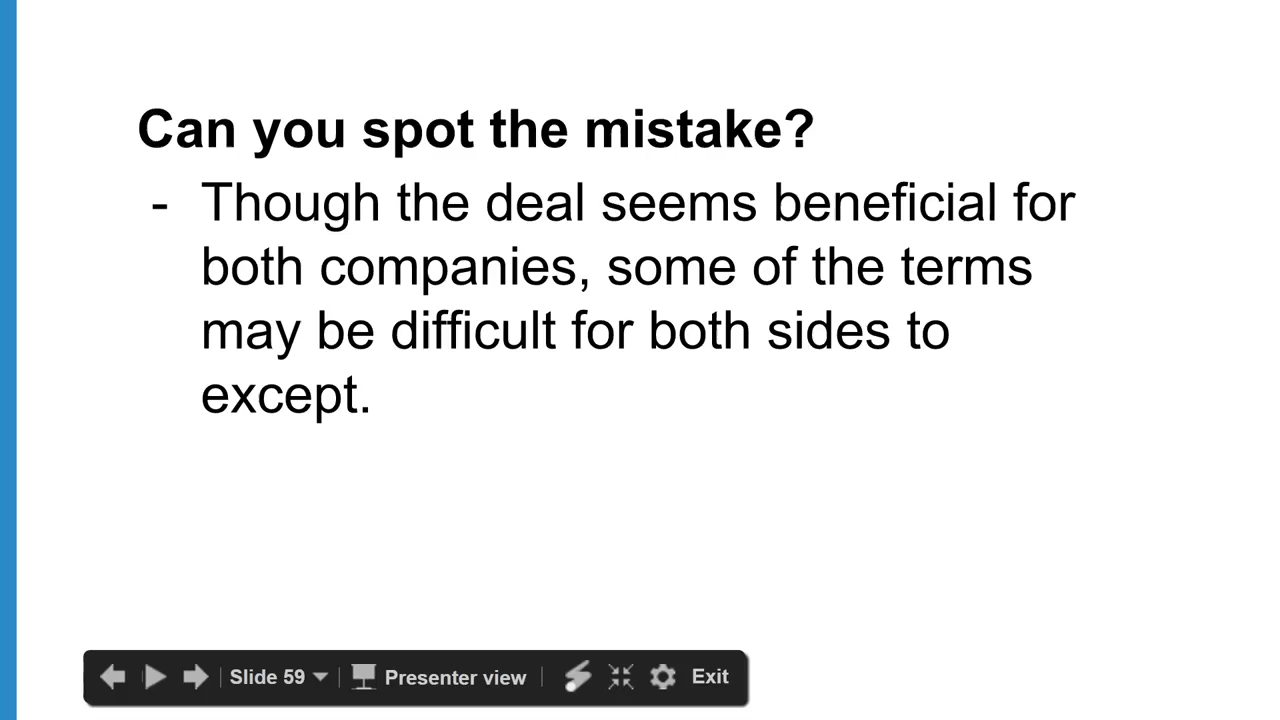 Can you spot the mistake?
- Though the deal seems beneficial for
both companies, some of the terms
may be difficult for both sides to
except.
Slide 59 Presenter view Exit